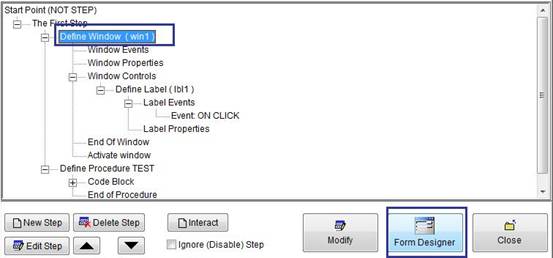 Start Point (NOT STEP)
The First Step
Define Window ( win1 )
Window Events
Window Properties
Window Controls
Define Label ( lbl1 )
Label Events
Event: ON CLICK
Label Properties
End Of Window
Activate window
Define Procedure TEST
Code Block
End of Procedure
New Step Delete Step Interact
Edit Step Ignore (Disable) Step
Modify Form Designer Close